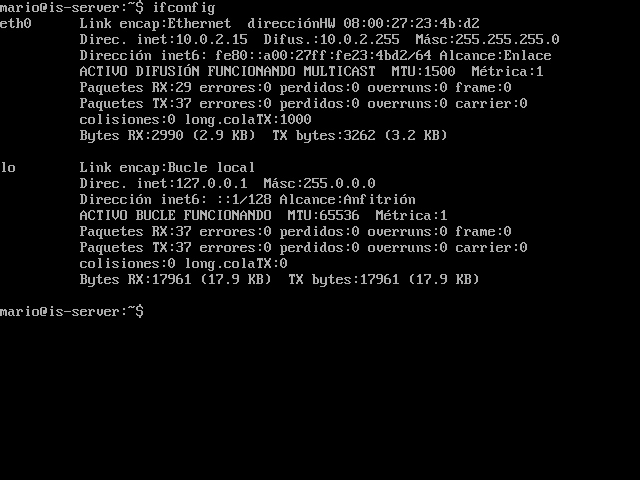 mario@is-server:~$ ifconfig
eth0      Link encap:Ethernet  direcciónHW 08:00:27:23:4b:d2
          Direc. inet:10.0.2.15  Difus.:10.0.2.255  Másc:255.255.255.0
          Dirección inet6: fe80::a00:27ff:fe23:4bd2/64 Alcance:Enlace
          ACTIVO DIFUSIÓN FUNCIONANDO MULTICAST  MTU:1500  Métrica:1
          Paquetes RX:29 errores:0 perdidos:0 overruns:0 frame:0
          Paquetes TX:37 errores:0 perdidos:0 overruns:0 carrier:0
          colisiones:0 long.colaTX:1000
          Bytes RX:2990 (2.9 KB)  TX bytes:3262 (3.2 KB)

lo        Link encap:Bucle local
          Direc. inet:127.0.0.1  Másc:255.0.0.0
          Dirección inet6: ::1/128 Alcance:Anfitrión
          ACTIVO BUCLE FUNCIONANDO  MTU:65536  Métrica:1
          Paquetes RX:37 errores:0 perdidos:0 overruns:0 frame:0
          Paquetes TX:37 errores:0 perdidos:0 overruns:0 carrier:0
          colisiones:0 long.colaTX:0
          Bytes RX:17961 (17.9 KB)  TX bytes:17961 (17.9 KB)

mario@is-server:~$